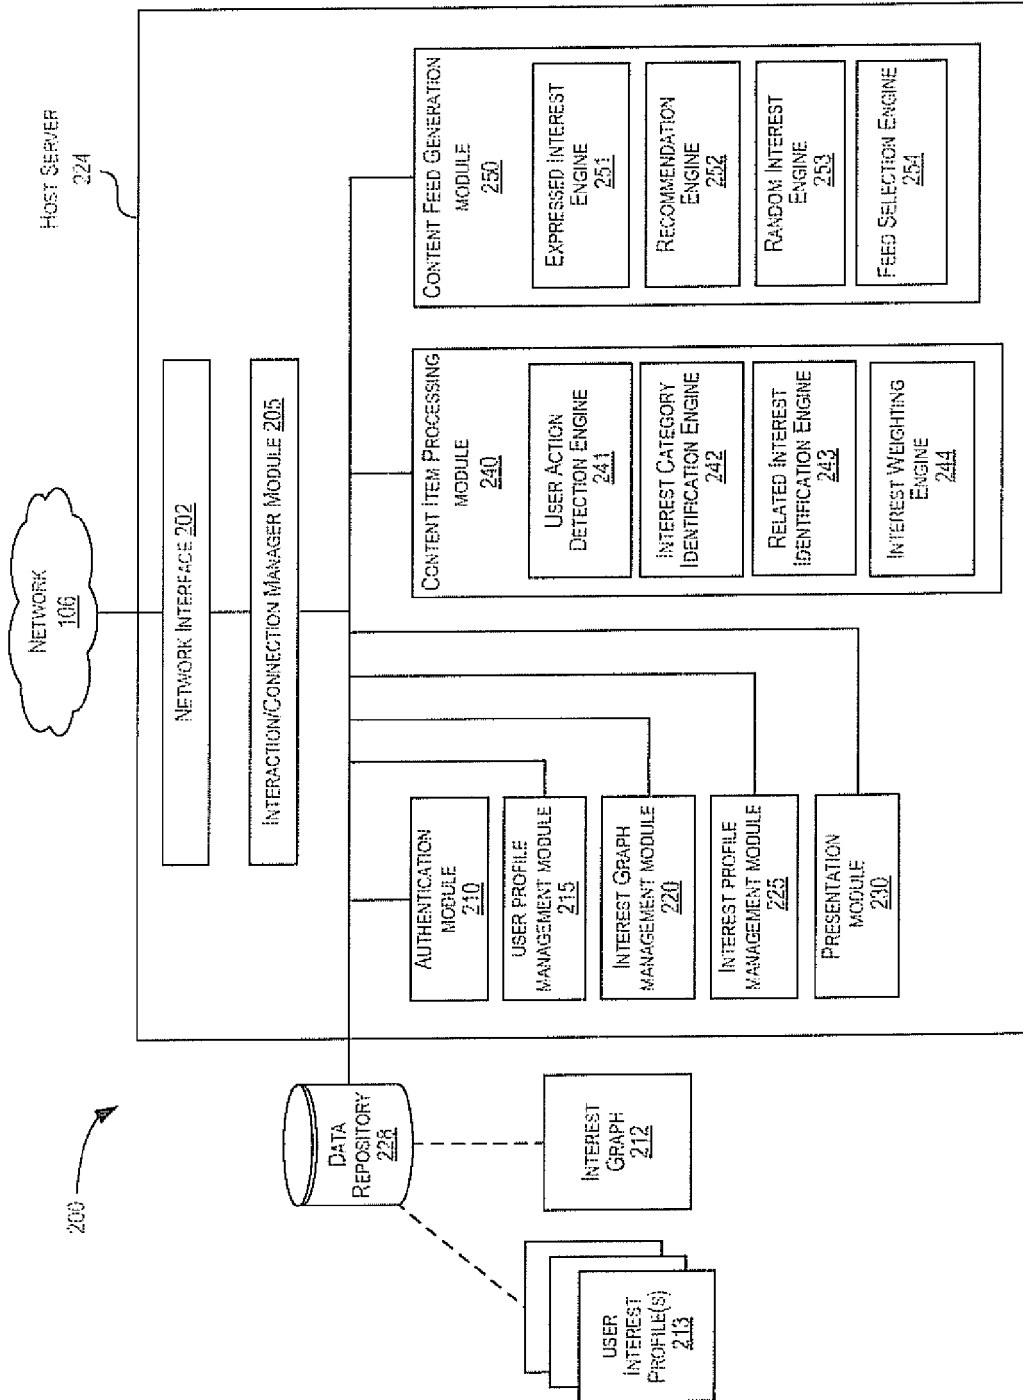 200
HOST SERVER
224
NETWORK
106
NETWORK INTERFACE 202
INTERACTION/CONNECTION MANAGER MODULE 205
DATA
REPOSITORY
228
USER
INTEREST
PROFILE(S)
213
INTEREST
GRAPH
212
AUTHENTICATION
MODULE
210
USER PROFILE
MANAGEMENT MODULE
215
INTEREST GRAPH
MANAGEMENT MODULE
220
INTEREST PROFILE
MANAGEMENT MODULE
225
PRESENTATION
MODULE
230
CONTENT ITEM PROCESSING
MODULE
240
USER ACTION
DETECTION ENGINE
241
INTEREST CATEGORY
IDENTIFICATION ENGINE
242
RELATED INTEREST
IDENTIFICATION ENGINE
243
INTEREST WEIGHTING
ENGINE
244
CONTENT FEED GENERATION
MODULE
250
EXPRESSED INTEREST
ENGINE
251
RECOMMENDATION
ENGINE
252
RANDOM INTEREST
ENGINE
253
FEED SELECTION ENGINE
254